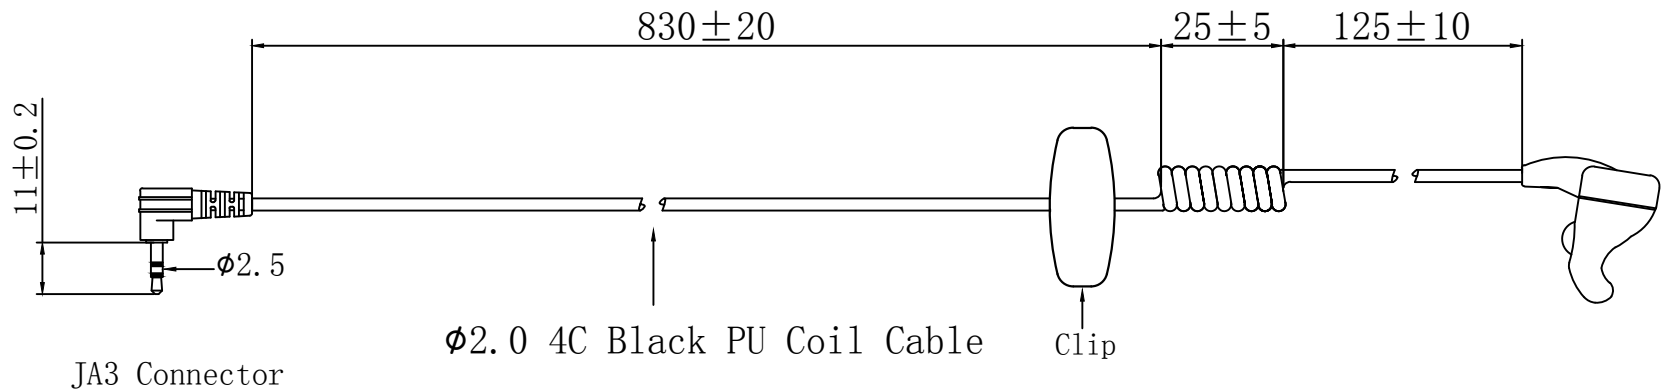 830±20
25±5
125±10
11±0.2
ϕ2.5
ϕ2.0 4C Black PU Coil Cable
Clip
JA3 Connector